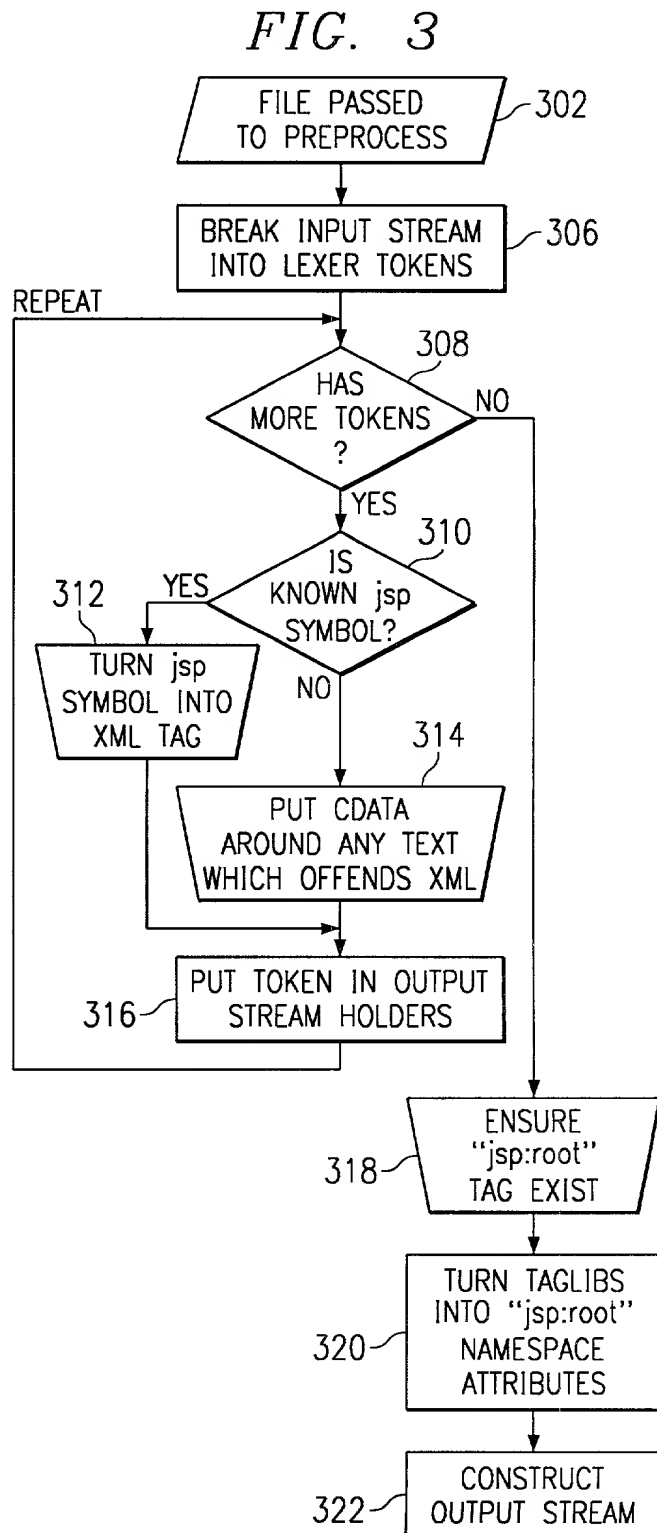 FIG. 3
FILE PASSED
TO PREPROCESS
302
BREAK INPUT STREAM
INTO LEXER TOKENS
306
REPEAT
308
HAS
MORE TOKENS
?
NO
YES
310
IS
KNOWN jsp
SYMBOL?
YES
312
TURN jsp
SYMBOL INTO
XML TAG
NO
314
PUT CDATA
AROUND ANY TEXT
WHICH OFFENDS XML
PUT TOKEN IN OUTPUT
STREAM HOLDERS
316
ENSURE
“jsp:root”
TAG EXIST
318
TURN TAGLIBS
INTO “jsp:root”
NAMESPACE
ATTRIBUTES
320
CONSTRUCT
OUTPUT STREAM
322